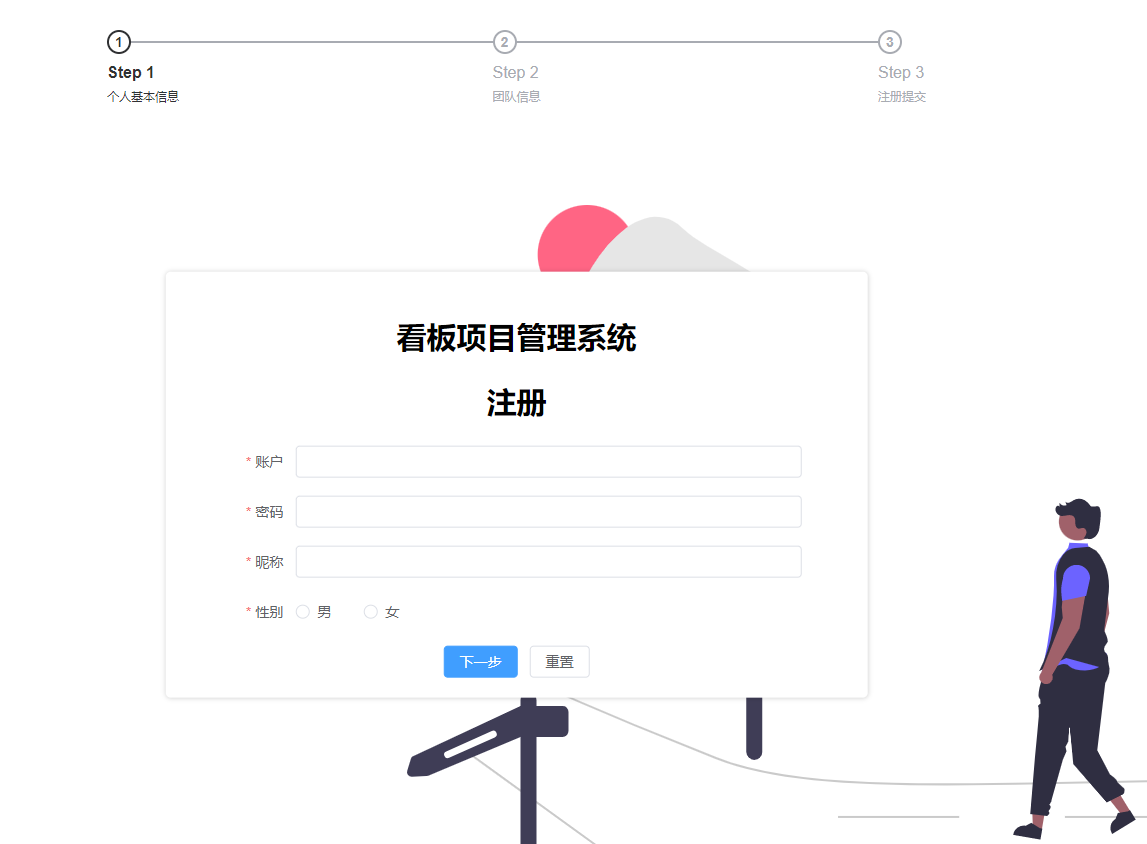 1 2 3
Step 1 Step 2 Step 3
个人基本信息 团队信息 注册提交
看板项目管理系统
注册
* 账户
* 密码
* 昵称
* 性别 男 女
下一步 重置